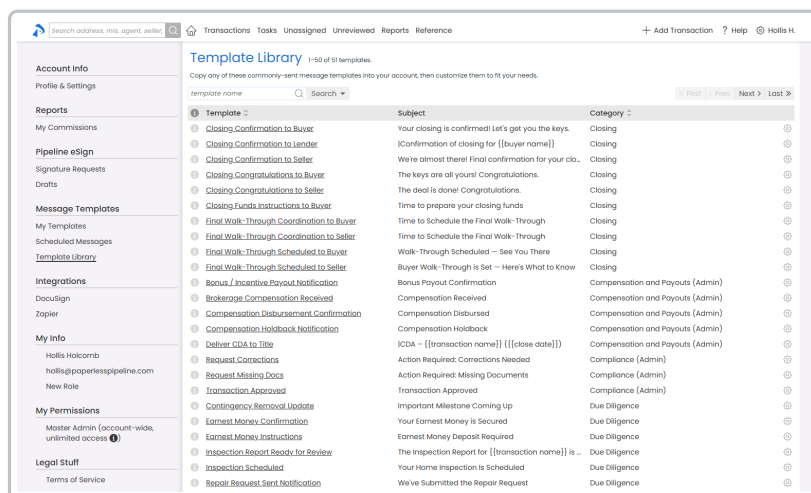 Search address, mls, agent, seller,
Transactions Tasks Unassigned Unreviewed Reports Reference
+ Add Transaction ? Help Hollis H.
Account Info
Profile & Settings
Reports
My Commissions
Pipeline eSign
Signature Requests
Drafts
Message Templates
My Templates
Scheduled Messages
Template Library
Integrations
DocuSign
Zapier
My Info
Hollis Holcomb
hollis@paperlesspipeline.com
New Role
My Permissions
Master Admin (account-wide,
unlimited access )
Legal Stuff
Terms of Service
Template Library 1-50 of 51 templates.
Copy any of these commonly-sent message templates into your account, then customize them to fit your needs.
template name Search
« First ‹ Prev Next › Last »
Template Subject Category
Closing Confirmation to Buyer Your closing is confirmed! Let's get you the keys. Closing
Closing Confirmation to Lender [Confirmation of closing for {{buyer name}} Closing
Closing Confirmation to Seller We're almost there! Final confirmation for your clo... Closing
Closing Congratulations to Buyer The keys are all yours! Congratulations. Closing
Closing Congratulations to Seller The deal is done! Congratulations. Closing
Closing Funds Instructions to Buyer Time to prepare your closing funds Closing
Final Walk-Through Coordination to Buyer Time to Schedule the Final Walk-Through Closing
Final Walk-Through Coordination to Seller Time to Schedule the Final Walk-Through Closing
Final Walk-Through Scheduled to Buyer Walk-Through Scheduled — See You There Closing
Final Walk-Through Scheduled to Seller Buyer Walk-Through is Set — Here's What to Know Closing
Bonus / Incentive Payout Notification Bonus Payout Confirmation Compensation and Payouts (Admin)
Brokerage Compensation Received Compensation Received Compensation and Payouts (Admin)
Compensation Disbursement Confirmation Compensation Disbursed Compensation and Payouts (Admin)
Compensation Holdback Notification Compensation Holdback Compensation and Payouts (Admin)
Deliver CDA to Title [CDA – {{transaction name}} ({{close date}}) Compensation and Payouts (Admin)
Request Corrections Action Required: Corrections Needed Compliance (Admin)
Request Missing Docs Action Required: Missing Documents Compliance (Admin)
Transaction Approved Transaction Approved Compliance (Admin)
Contingency Removal Update Important Milestone Coming Up Due Diligence
Earnest Money Confirmation Your Earnest Money is Secured Due Diligence
Earnest Money Instructions Earnest Money Deposit Required Due Diligence
Inspection Report Ready for Review The Inspection Report for {{transaction name}} is ... Due Diligence
Inspection Scheduled Your Home Inspection Is Scheduled Due Diligence
Repair Request Sent Notification We've Submitted the Repair Request Due Diligence